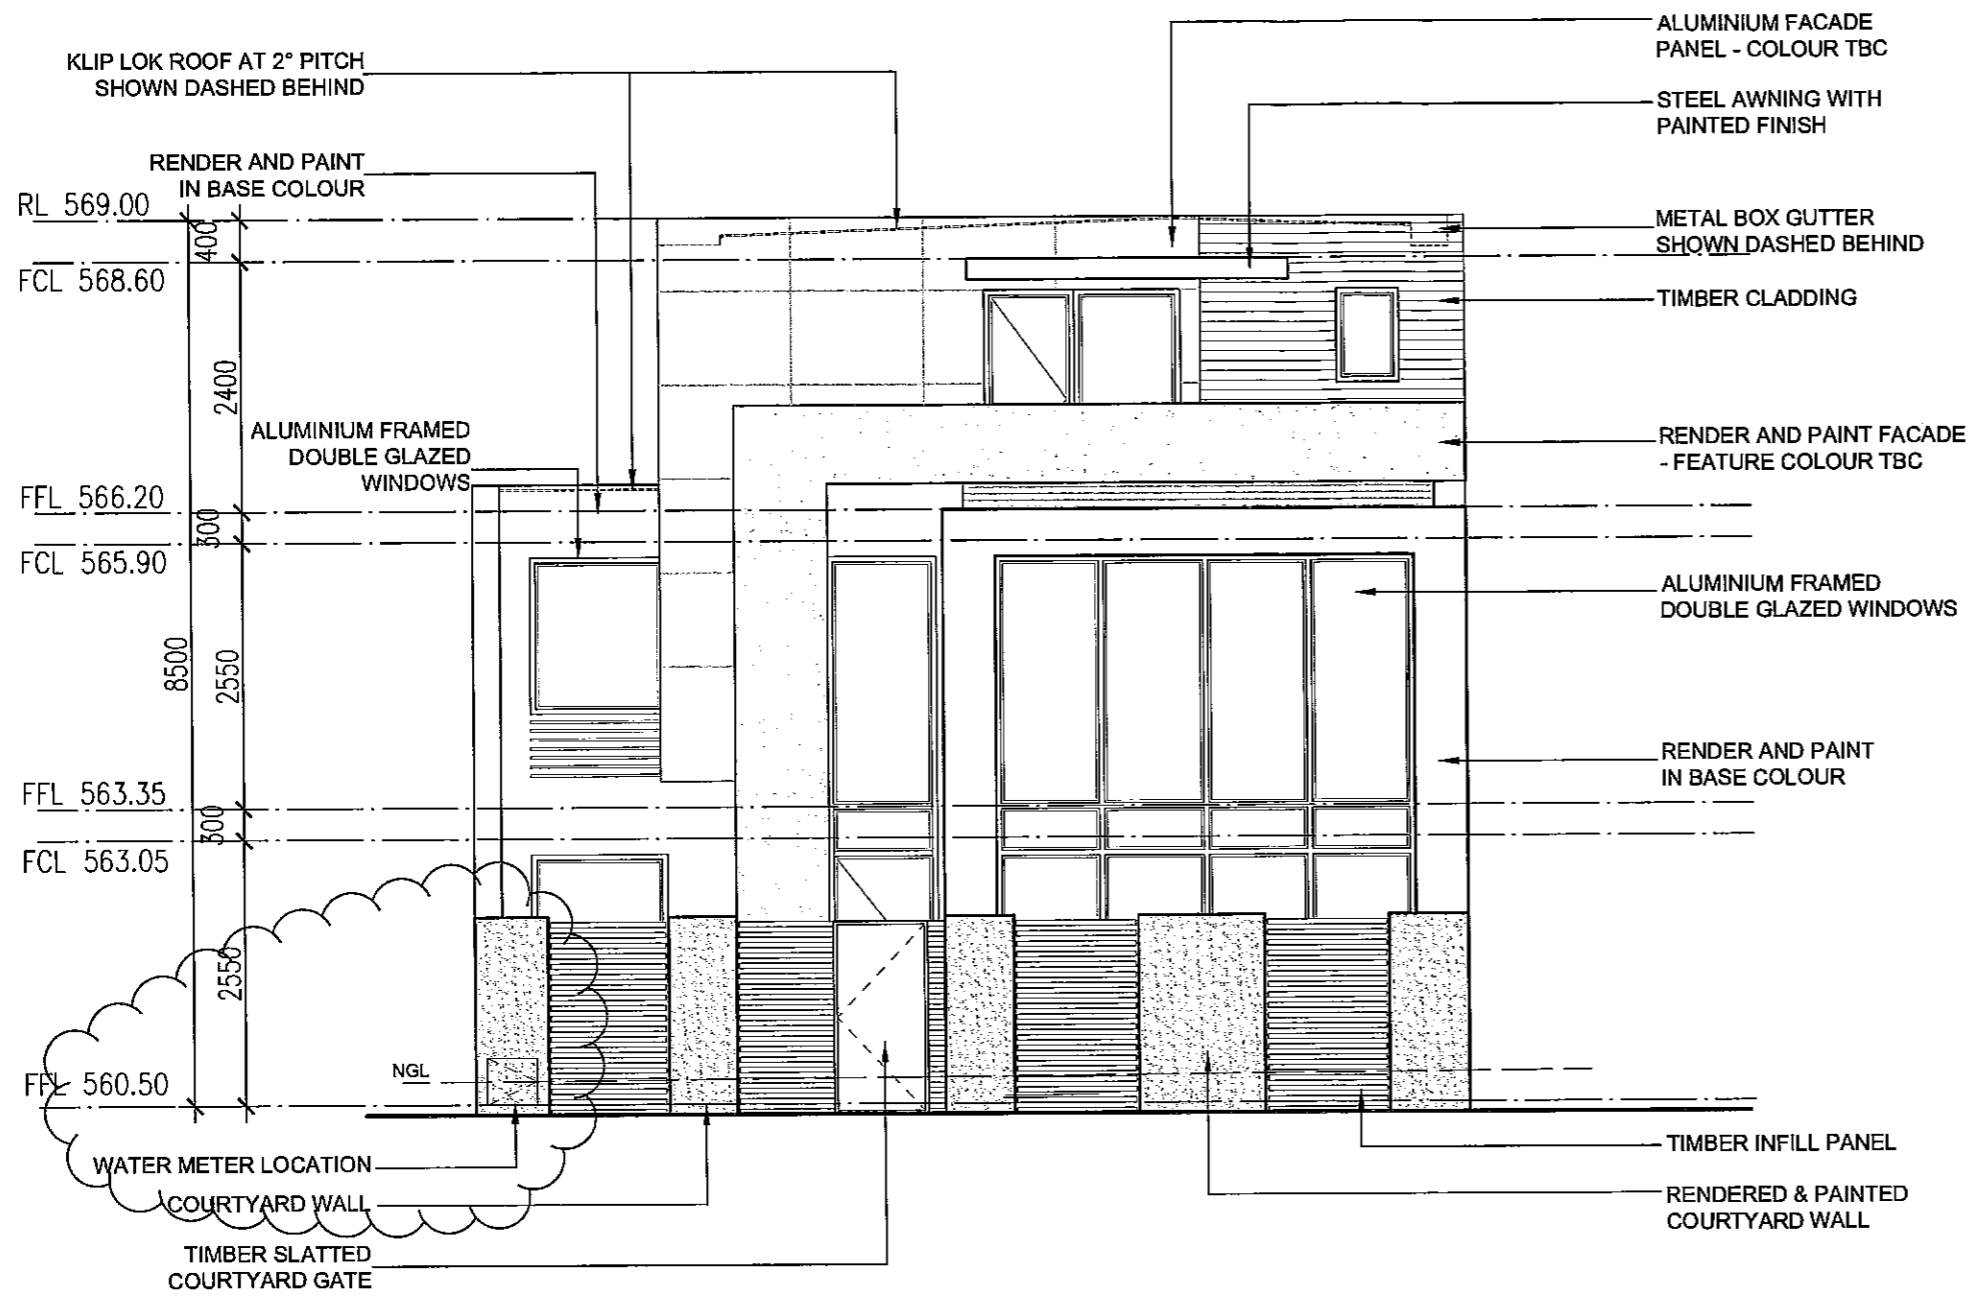 KLIP LOK ROOF AT 2° PITCH
SHOWN DASHED BEHIND
RENDER AND PAINT
IN BASE COLOUR
RL 569.00
FCL 568.60
ALUMINIUM FRAMED
DOUBLE GLAZED
WINDOWS
FFL 566.20
FCL 565.90
FFL 563.35
FCL 563.05
FFL 560.50
400
2400
300
2550
300
2550
8500
NGL
WATER METER LOCATION
COURTYARD WALL
TIMBER SLATTED
COURTYARD GATE
ALUMINIUM FACADE
PANEL - COLOUR TBC
STEEL AWNING WITH
PAINTED FINISH
METAL BOX GUTTER
SHOWN DASHED BEHIND
TIMBER CLADDING
RENDER AND PAINT FACADE
- FEATURE COLOUR TBC
ALUMINIUM FRAMED
DOUBLE GLAZED WINDOWS
RENDER AND PAINT
IN BASE COLOUR
TIMBER INFILL PANEL
RENDERED & PAINTED
COURTYARD WALL